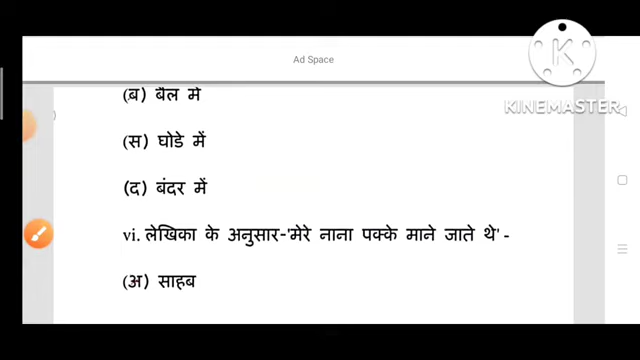 Ad Space
KINEMASTER
(ब) बैल में
(स) घोडे में
(द) बंदर में
vi. लेखिका के अनुसार-'मेरे नाना पक्के माने जाते थे' -
(अ) साहब